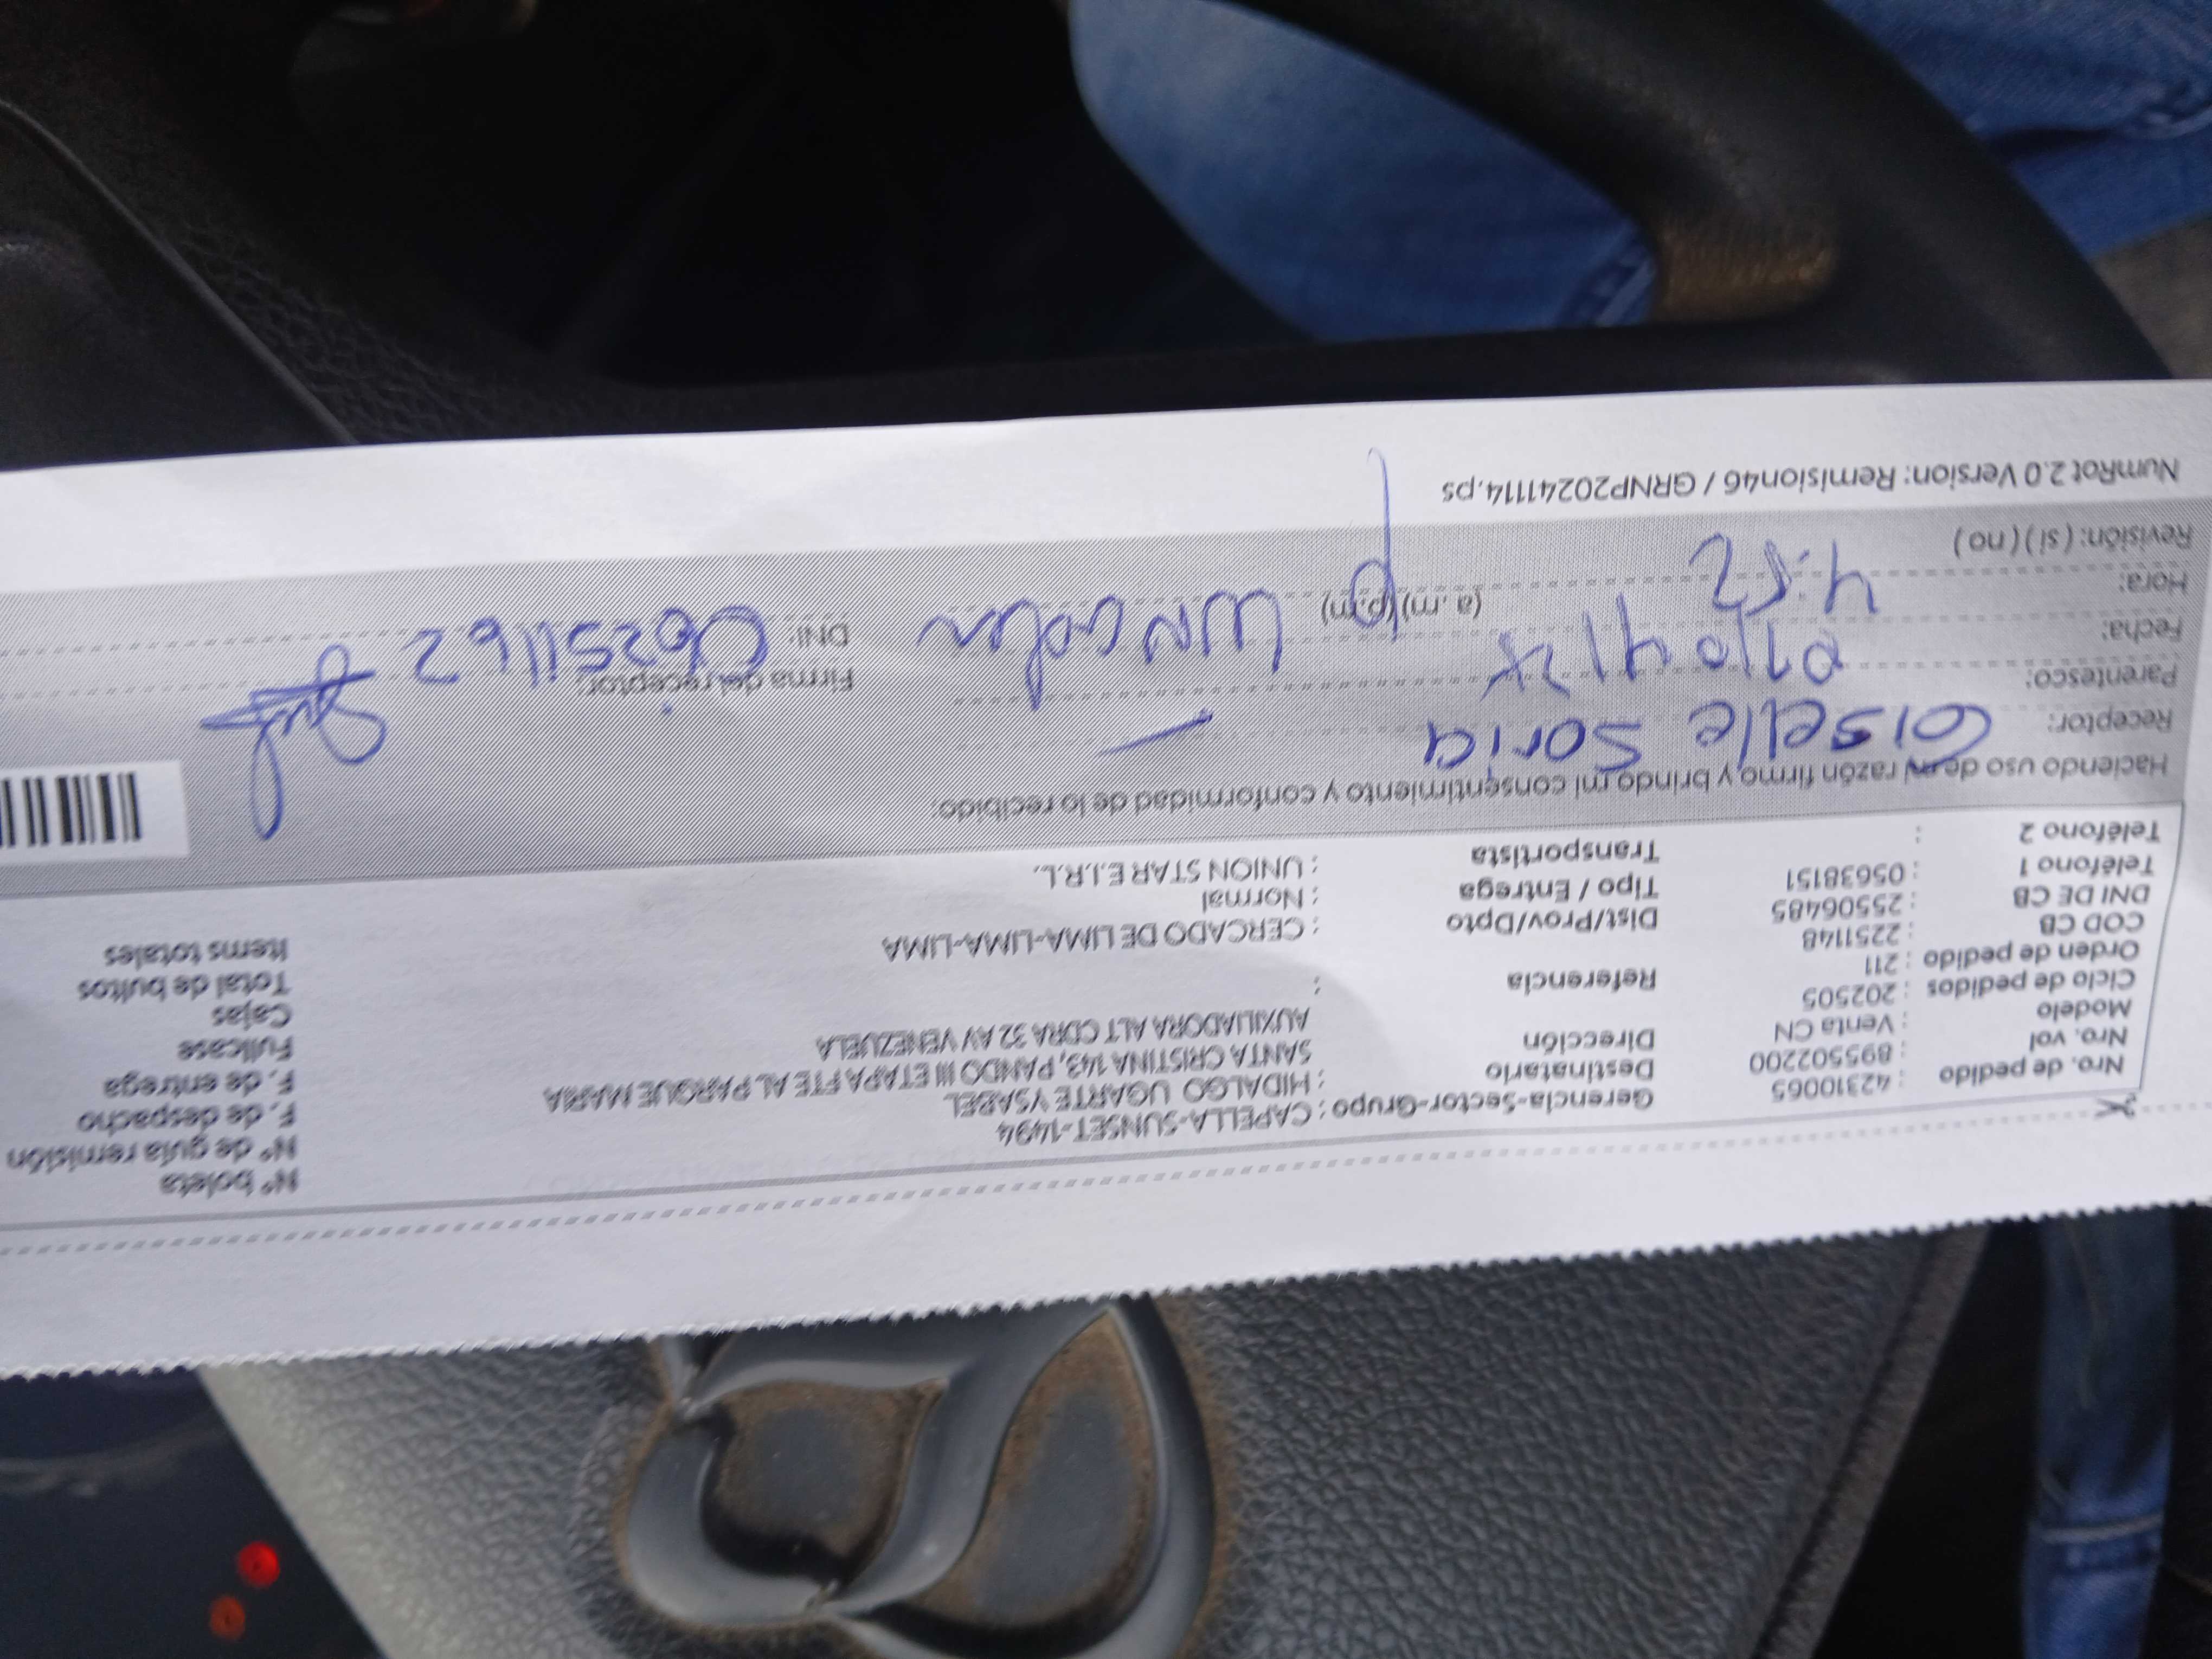 Nro. de pedido : 42310065
Nro. vol : 895502200
Modelo : Venta CN
Ciclo de pedidos : 202505
Orden de pedido : 211
COD CB : 2251148
DNI DE CB : 25506485
Teléfono 1 : 05638151
Teléfono 2 :
Gerencia-Sector-Grupo : CAPELLA-SUNSET-1494
Destinatario : HIDALGO UGARTE YSABEL
Dirección SANTA CRISTINA 143, PANDO III ETAPA FTE AL PARQUE MARIA
AUXILIADORA ALT CDRA 32 AV VENEZUELA
Referencia :
Dist/Prov/Dpto : CERCADO DE LIMA-LIMA-LIMA
Tipo / Entrega : Normal
Transportista : UNION STAR E.I.R.L.
N° boleta
N° de guía remisión
F. de despacho
F. de entrega
Fullcase
Cajas
Total de bultos
Items totales
Haciendo uso de mi razón firmo y brindo mi consentimiento y conformidad de lo recibido.
Receptor: Giselle Soria
Parentesco:
Fecha:
Hora: 4:52 (a. m) (p.m)
Revisión: ( si ) ( no )
Firma del receptor:
DNI:
NumRot 2.0 Version: Remision46 / GRNP20241114.ps